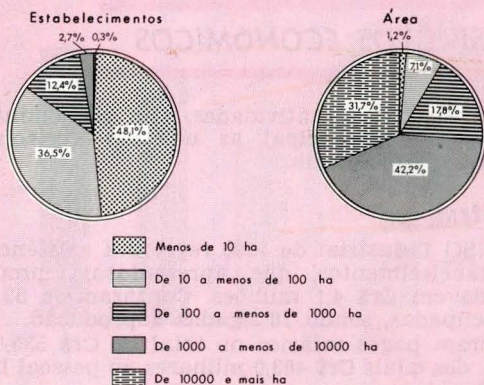 Estabelecimentos
2,7%
0,3%
12,4%
48,1%
36,5%
Área
1,2%
7,1%
31,7%
17,8%
42,2%
Menos de 10 ha
De 10 a menos de 100 ha
De 100 a menos de 1000 ha
De 1000 a menos de 10000 ha
De 10000 e mais ha